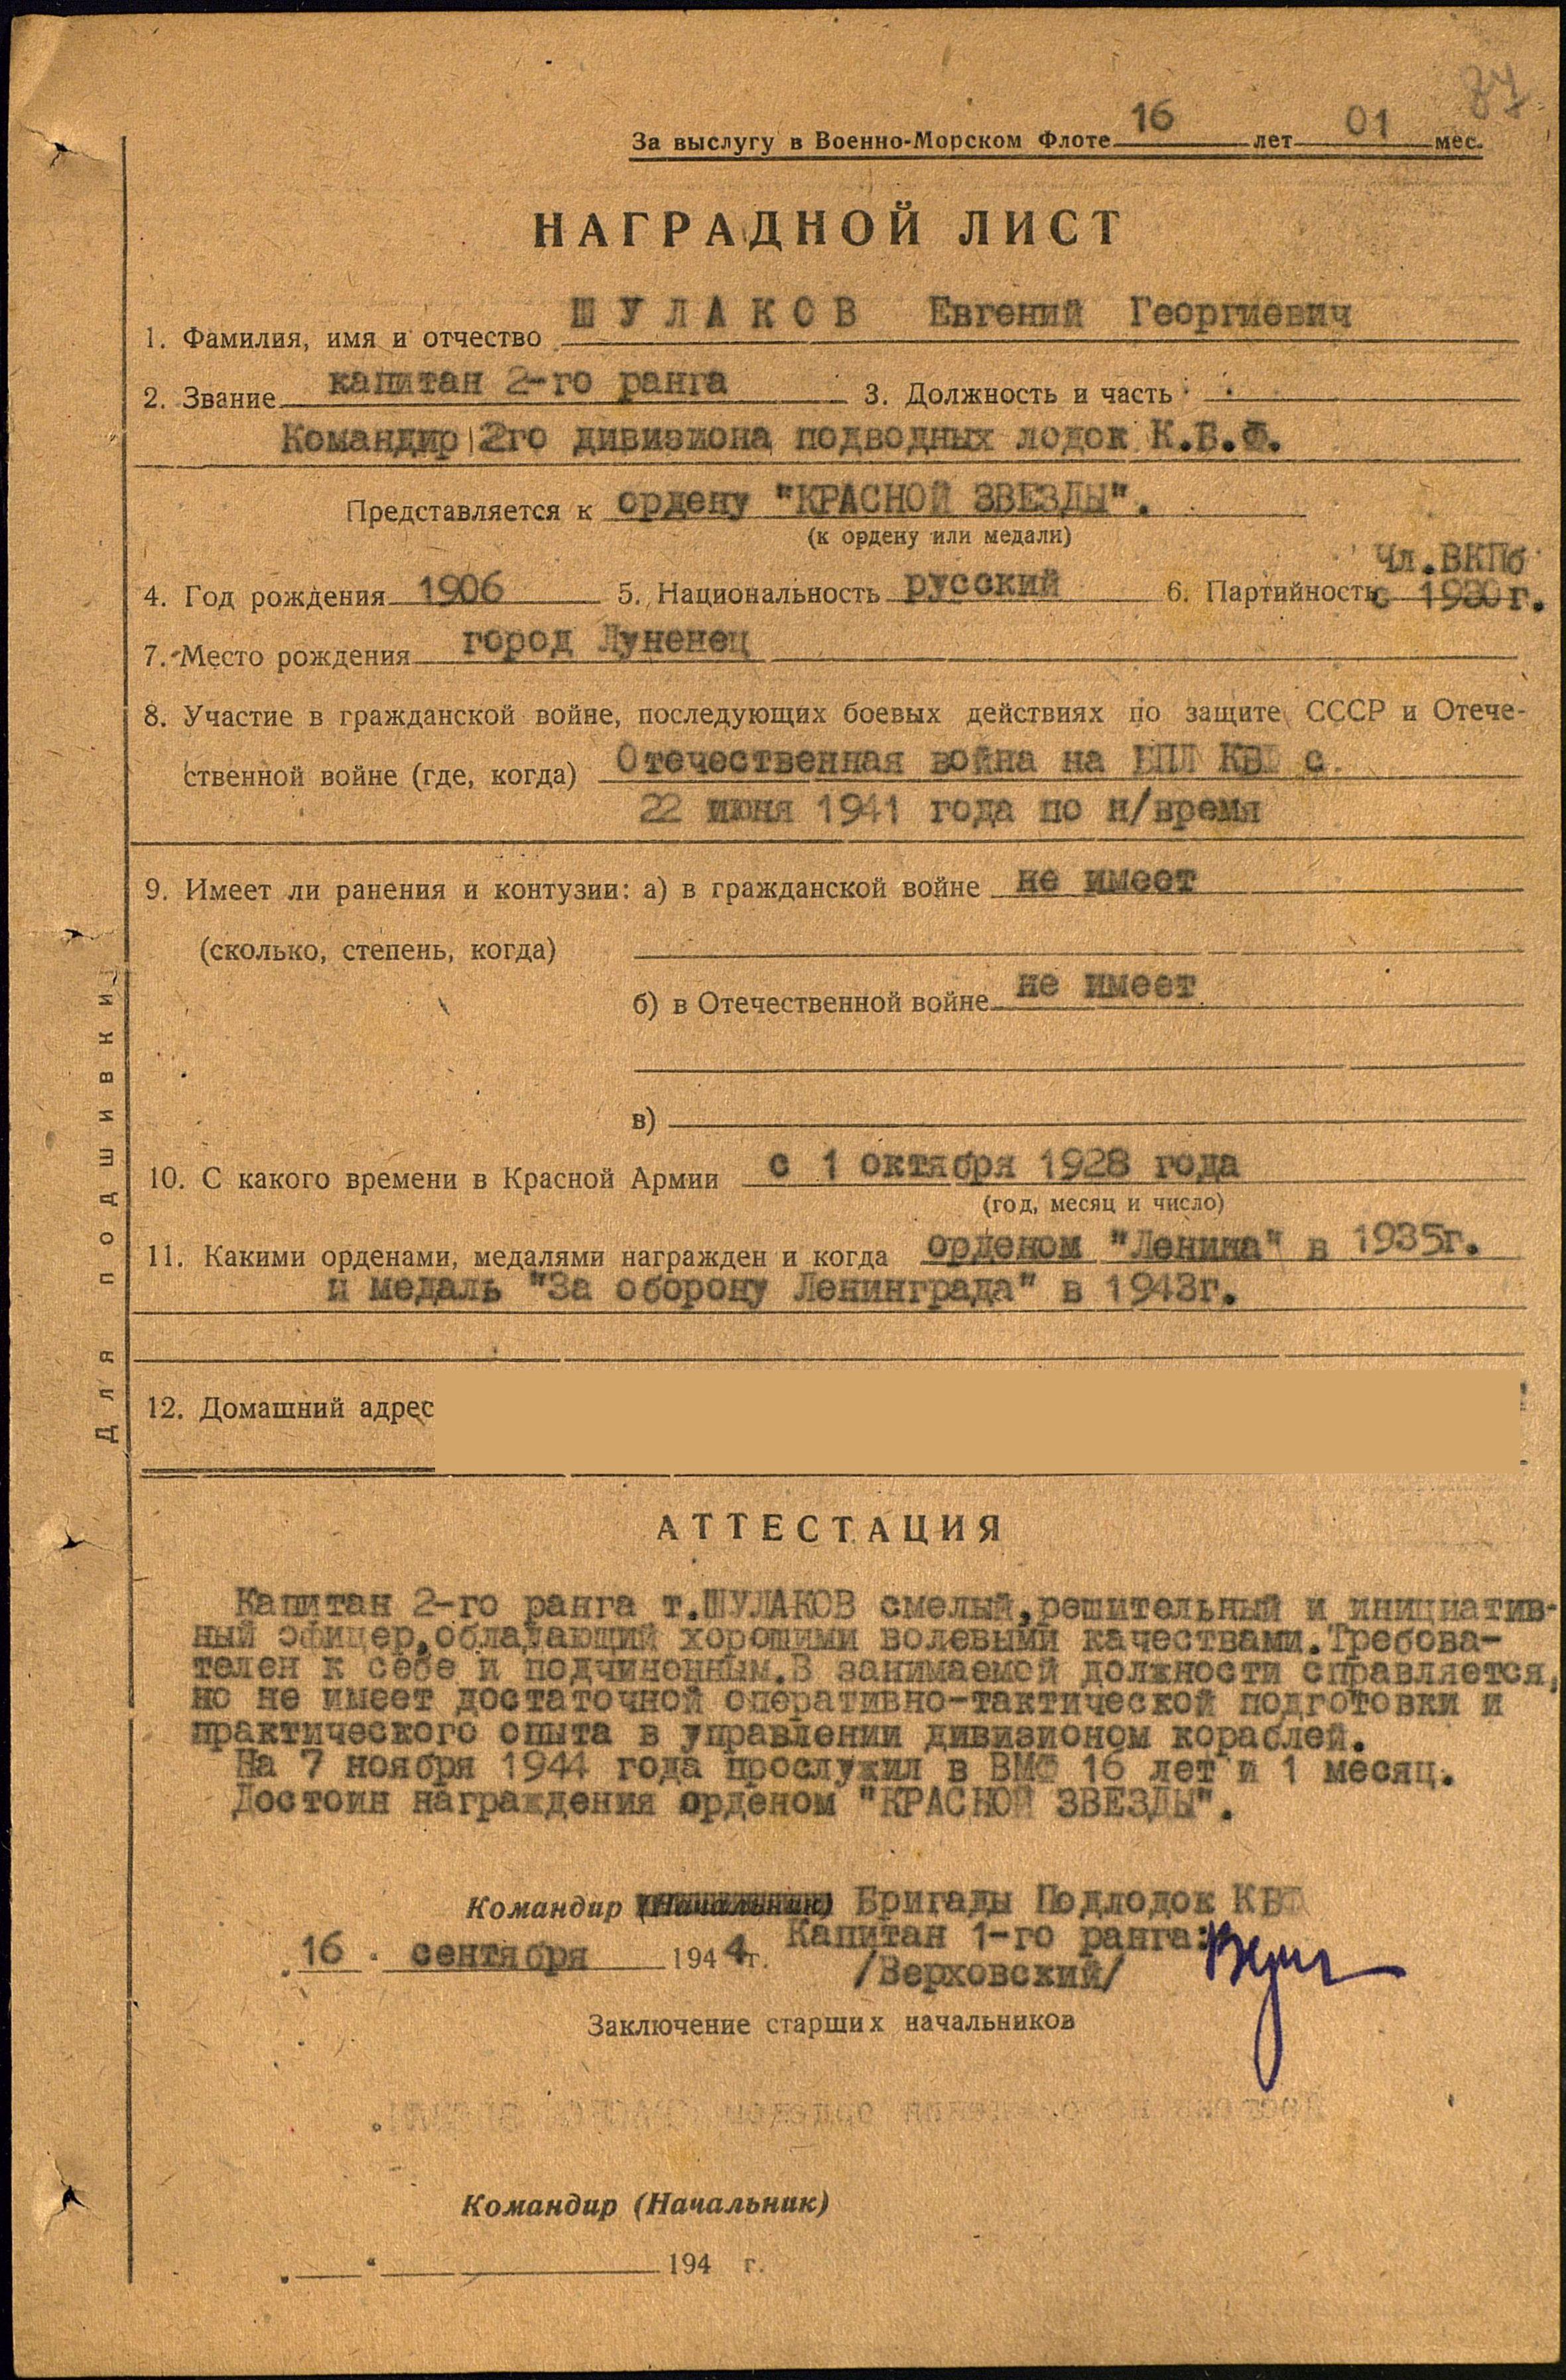 87
За выслугу в Военно-Морском Флоте 16 лет 01 мес.
НАГРАДНОЙ ЛИСТ
1. Фамилия, имя и отчество ШУЛАКОВ Евгений Георгиевич
2. Звание капитан 2-го ранга 3. Должность и часть
Командир 2го дивизиона подводных лодок К.Б.Ф.
Представляется к ордену "КРАСНОЙ ЗВЕЗДЫ".
(к ордену или медали)
4. Год рождения 1906 5. Национальность русский 6. Партийность Чл.ВКПб
с 1930г.
7. Место рождения город Луненец
8. Участие в гражданской войне, последующих боевых действиях по защите СССР и Отече-
ственной войне (где, когда) Отечественная война на БПЛ КБФ с
22 июня 1941 года по н/время
9. Имеет ли ранения и контузии: а) в гражданской войне не имеет
(сколько, степень, когда)
б) в Отечественной войне не имеет
в)
10. С какого времени в Красной Армии с 1 октября 1928 года
(год, месяц и число)
11. Какими орденами, медалями награжден и когда орденом "Ленина" в 1935г.
и медаль "За оборону Ленинграда" в 1943г.
12. Домашний адрес
Для подшивки
АТТЕСТАЦИЯ
Капитан 2-го ранга т.ШУЛАКОВ смелый,решительный и инициатив-
ный офицер,обладающий хорошими волевыми качествами.Требова-
телен к себе и подчиненным.В занимаемой должности справляется,
но не имеет достаточной оперативно-тактической подготовки и
практического опыта в управлении дивизионом кораблей.
На 7 ноября 1944 года прослужил в ВМФ 16 лет и 1 месяц.
Достоин награждения орденом "КРАСНОЙ ЗВЕЗДЫ".
Командир (Начальник) Бригады Подлодок КБФ
Капитан 1-го ранга:
16 сентября 1944г.
/Верховский/
Заключение старших начальников
Командир (Начальник)
194 г.